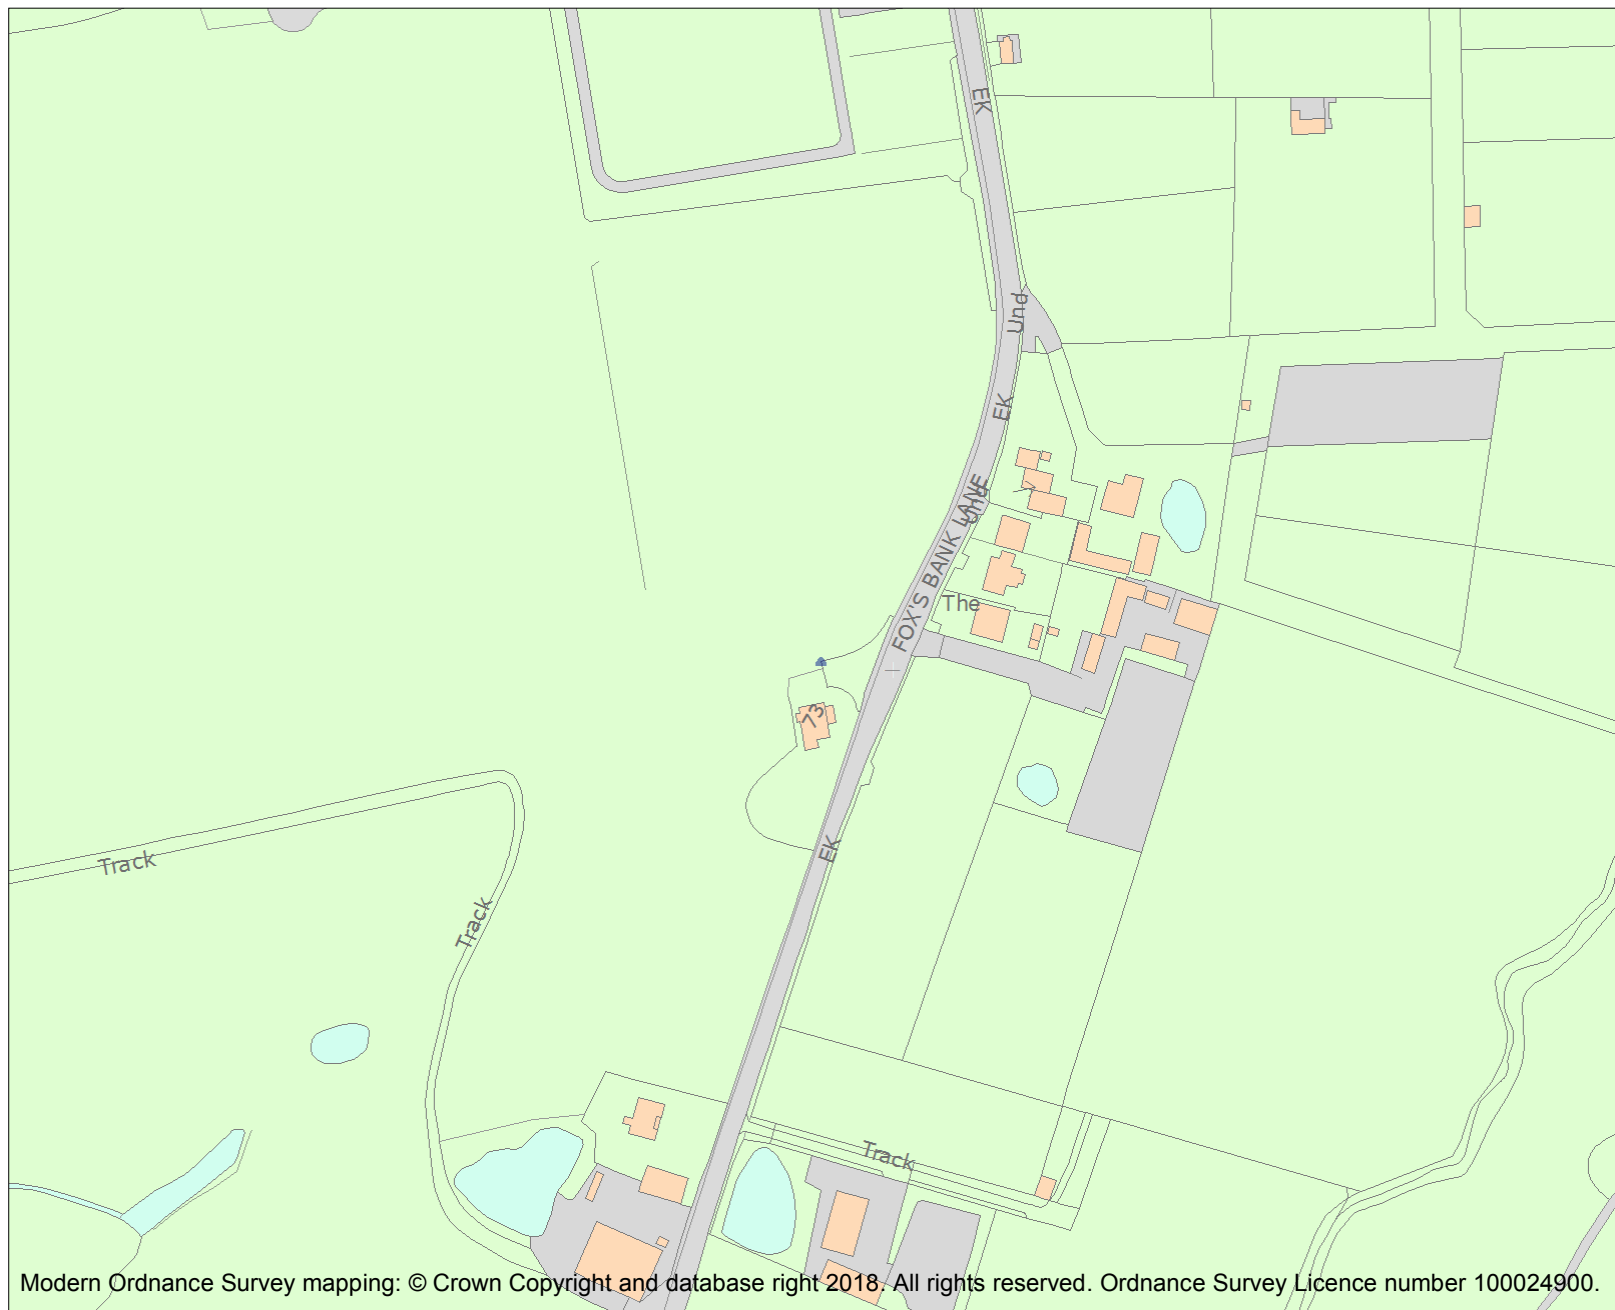 EK
Und
EK
Und
FOX'S BANK LANE
The
73
EK
Track
Track
Track
Modern Ordnance Survey mapping: © Crown Copyright and database right 2018. All rights reserved. Ordnance Survey Licence number 100024900.